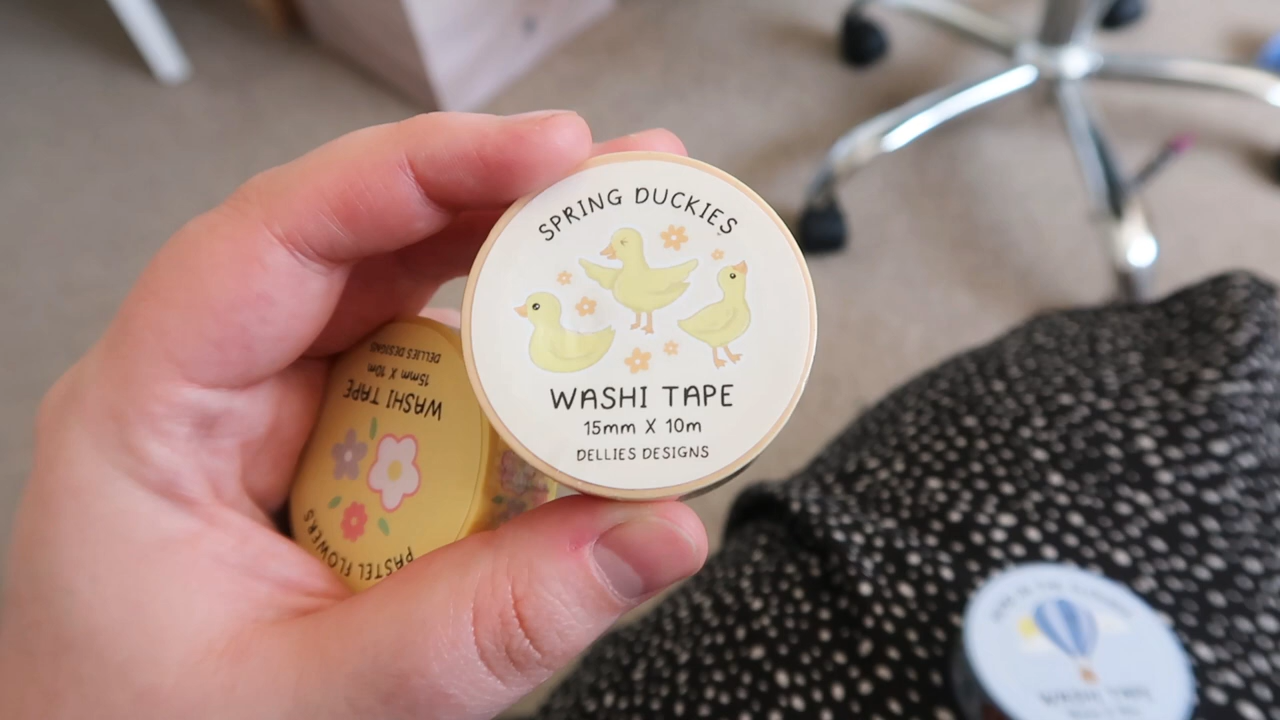 SPRING DUCKIES
WASHI TAPE
15mm X 10m
DELLIES DESIGNS
PASTEL FLOWERS
WASHI TAPE
15mm X 10m
DELLIES DESIGNS
WASHI TAPE